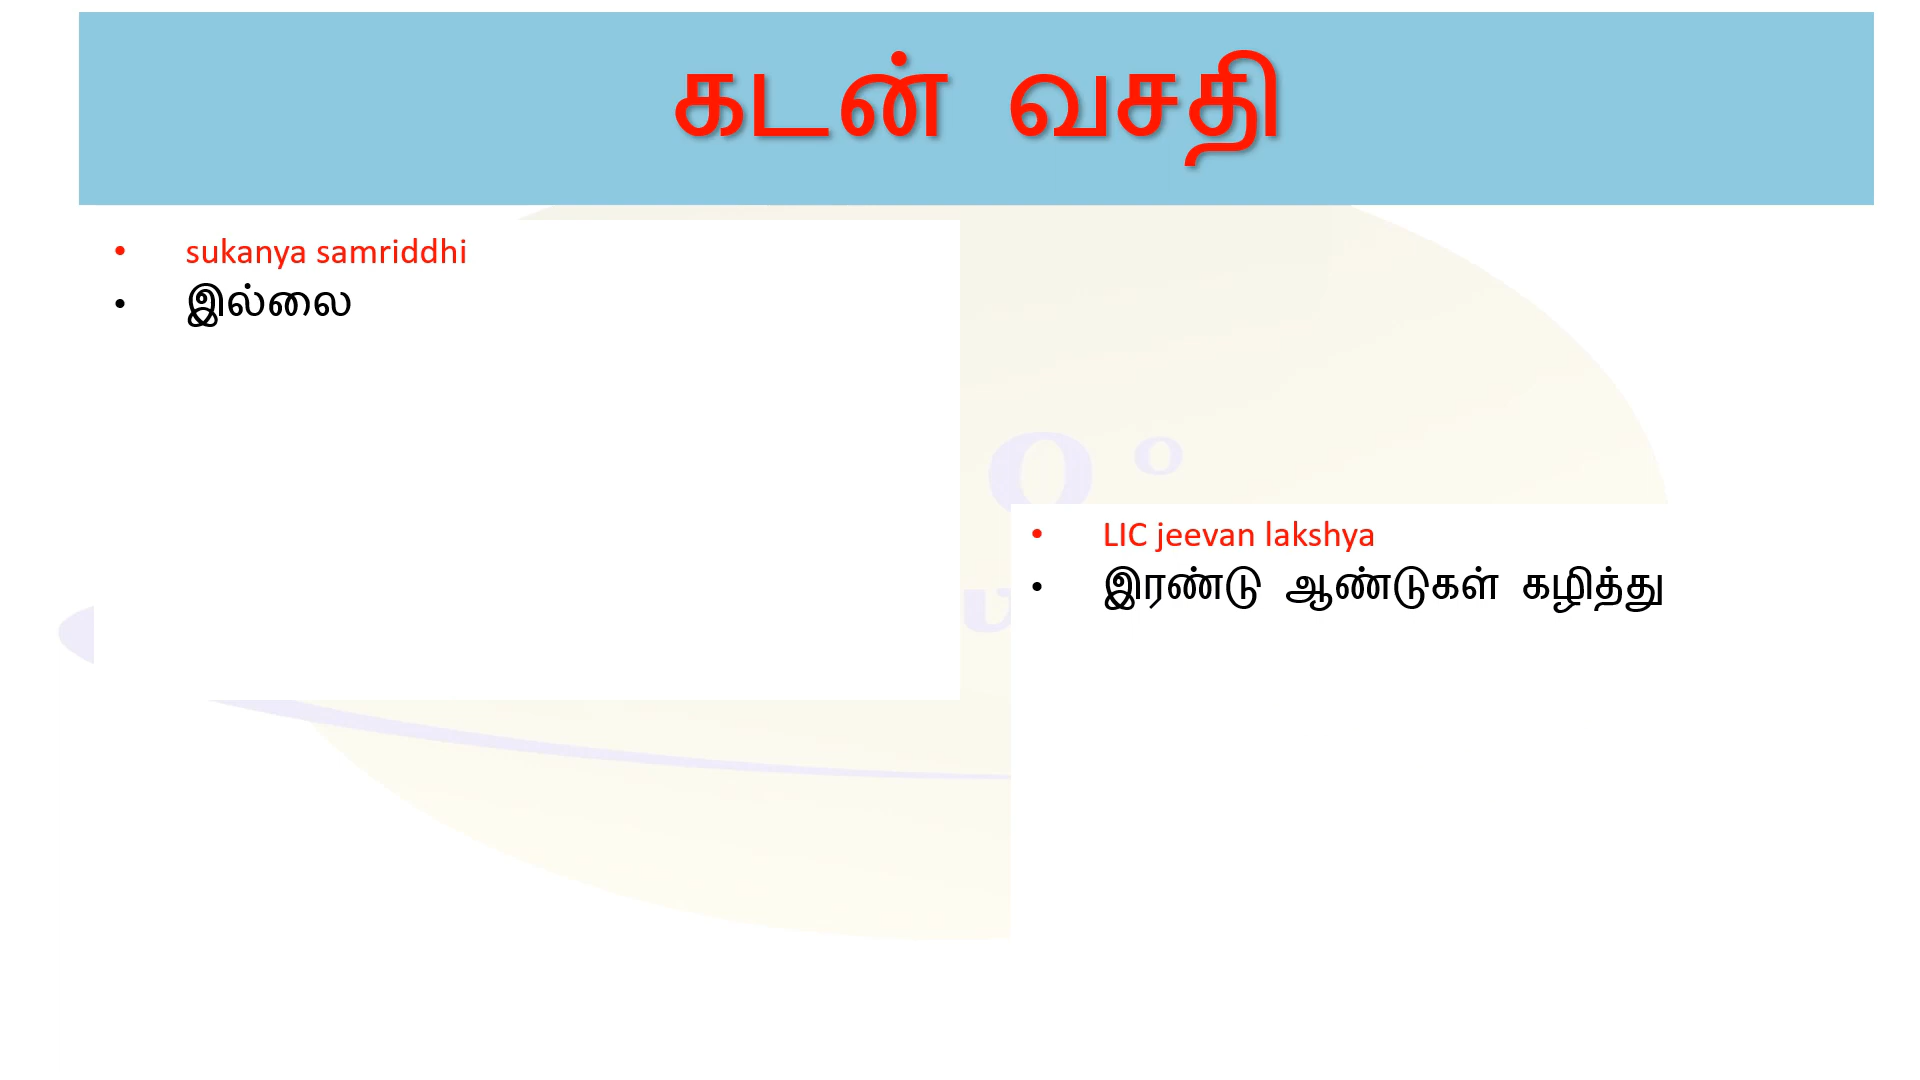 கடன் வசதி
• sukanya samriddhi
• இல்லை
• LIC jeevan lakshya
• இரண்டு ஆண்டுகள் கழித்து